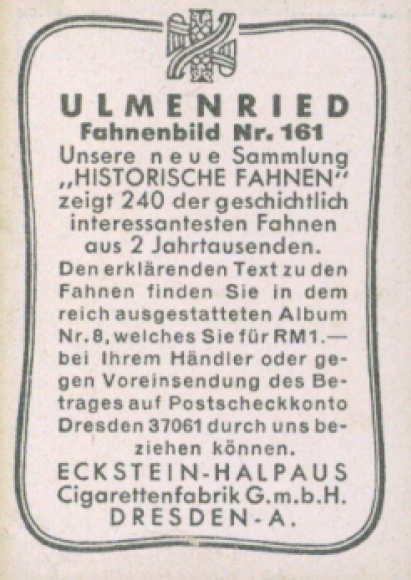 ULMENRIED
Fahnenbild Nr. 161
Unsere neue Sammlung
„HISTORISCHE FAHNEN“
zeigt 240 der geschichtlich
interessantesten Fahnen
aus 2 Jahrtausenden.
Den erklärenden Text zu den
Fahnen finden Sie in dem
reich ausgestatteten Album
Nr. 8, welches Sie für RM 1.—
bei Ihrem Händler oder ge-
gen Voreinsendung des Be-
trages auf Postscheckkonto
Dresden 37061 durch uns be-
ziehen können.
ECKSTEIN-HALPAUS
Cigarettenfabrik G.m.b.H.
DRESDEN-A.